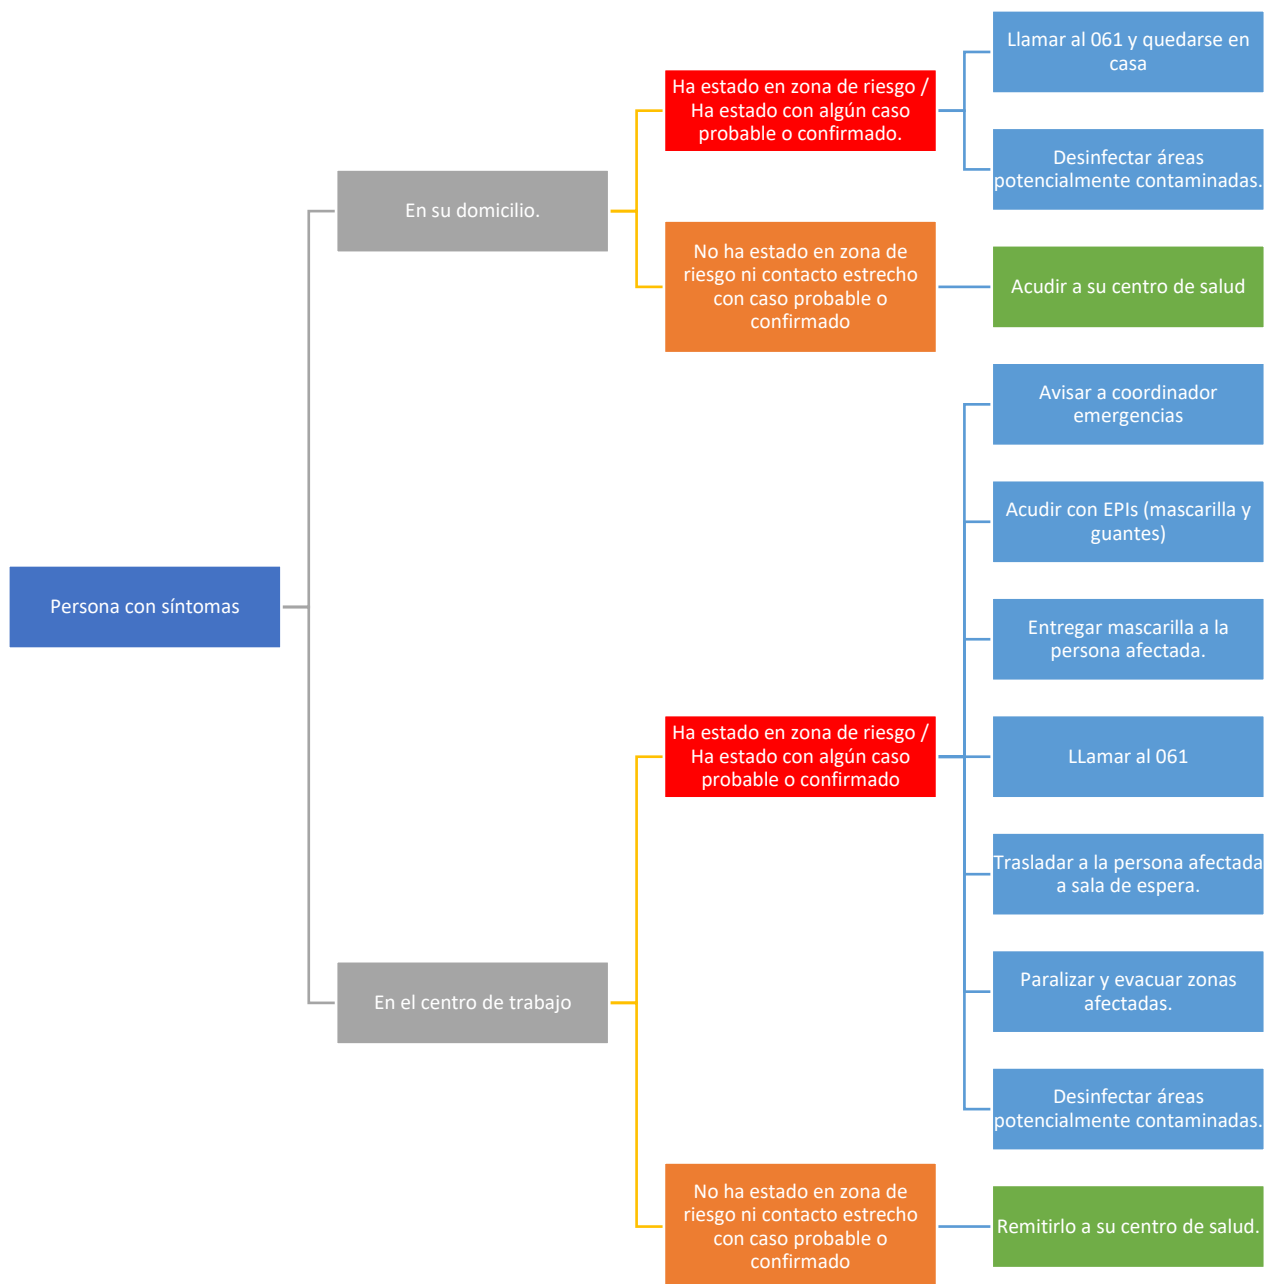 Llamar al 061 y quedarse en
casa
Ha estado en zona de riesgo /
Ha estado con algún caso
probable o confirmado.
Desinfectar áreas
potencialmente contaminadas.
En su domicilio.
No ha estado en zona de
riesgo ni contacto estrecho
con caso probable o
confirmado
Acudir a su centro de salud
Avisar a coordinador
emergencias
Acudir con EPIs (mascarilla y
guantes)
Persona con síntomas
Entregar mascarilla a la
persona afectada.
Ha estado en zona de riesgo /
Ha estado con algún caso
probable o confirmado
LLamar al 061
Trasladar a la persona afectada
a sala de espera.
En el centro de trabajo
Paralizar y evacuar zonas
afectadas.
Desinfectar áreas
potencialmente contaminadas.
No ha estado en zona de
riesgo ni contacto estrecho
con caso probable o
confirmado
Remitirlo a su centro de salud.